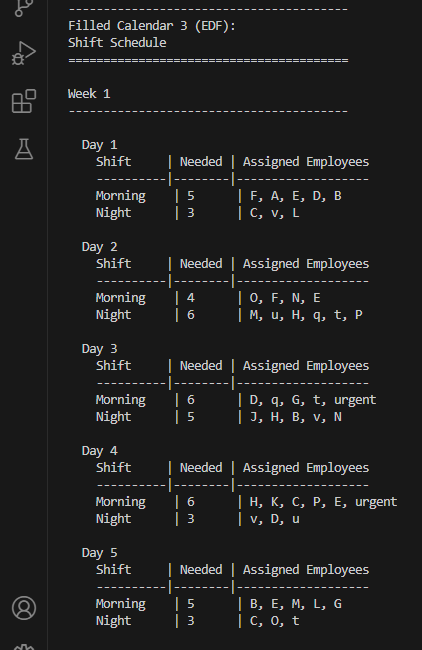 ----------------------------------------
Filled Calendar 3 (EDF):
Shift Schedule
========================================
Week 1
----------------------------------------
Day 1
Shift | Needed | Assigned Employees
----------|--------|-------------------
Morning | 5 | F, A, E, D, B
Night | 3 | C, v, L
Day 2
Shift | Needed | Assigned Employees
----------|--------|-------------------
Morning | 4 | O, F, N, E
Night | 6 | M, u, H, q, t, P
Day 3
Shift | Needed | Assigned Employees
----------|--------|-------------------
Morning | 6 | D, q, G, t, urgent
Night | 5 | J, H, B, v, N
Day 4
Shift | Needed | Assigned Employees
----------|--------|-------------------
Morning | 6 | H, K, C, P, E, urgent
Night | 3 | v, D, u
Day 5
Shift | Needed | Assigned Employees
----------|--------|-------------------
Morning | 5 | B, E, M, L, G
Night | 3 | C, O, t